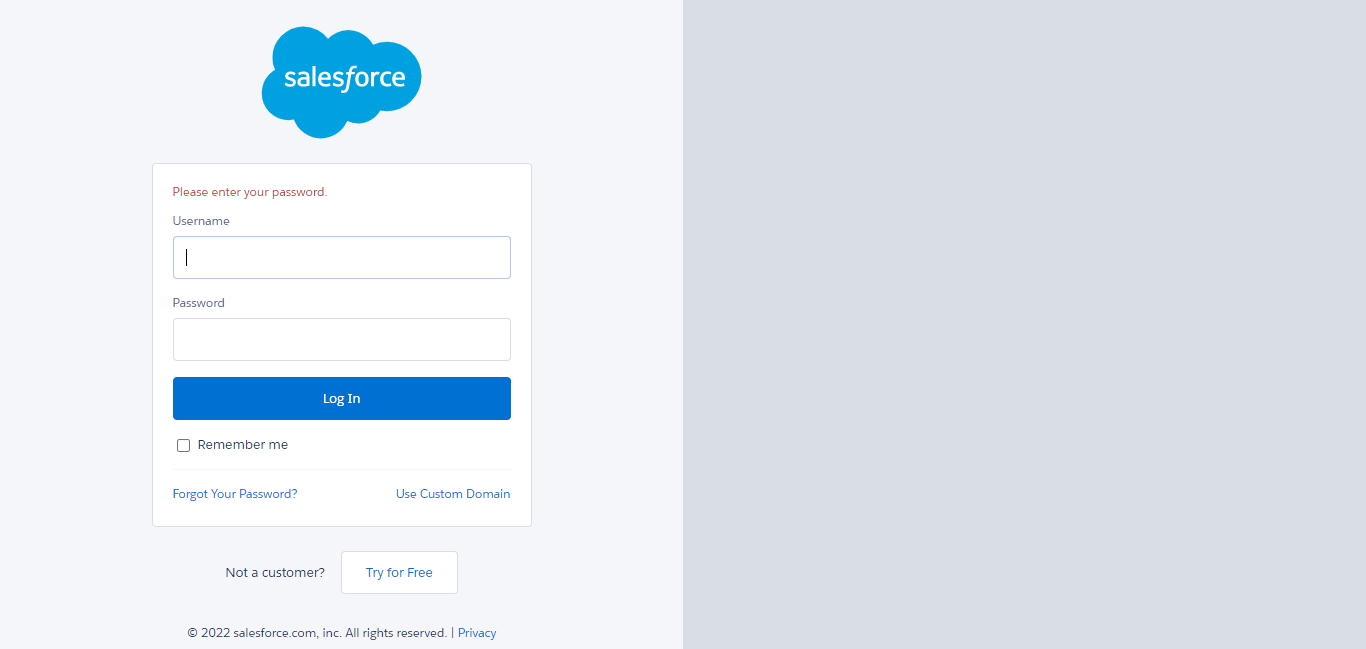 salesforce
Please enter your password.
Username
Password
Log In
Remember me
Forgot Your Password? Use Custom Domain
Not a customer? Try for Free
© 2022 salesforce.com, inc. All rights reserved. | Privacy